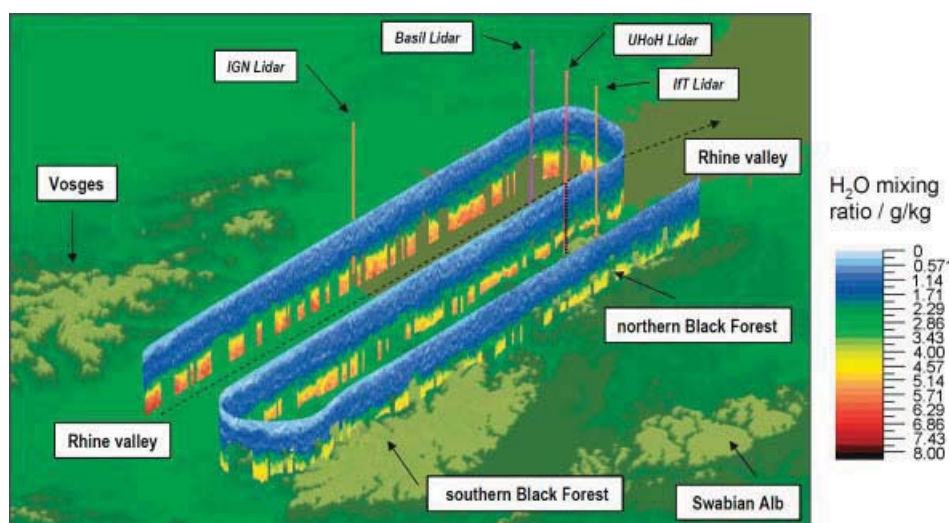 Basil Lidar
UHoH Lidar
IGN Lidar
IfT Lidar
Rhine valley
Vosges
H₂O mixing
ratio / g/kg
0
0.571
1.14
1.71
2.29
2.86
3.43
4.00
4.57
5.14
5.71
6.29
6.86
7.43
8.00
northern Black Forest
Rhine valley
southern Black Forest
Swabian Alb